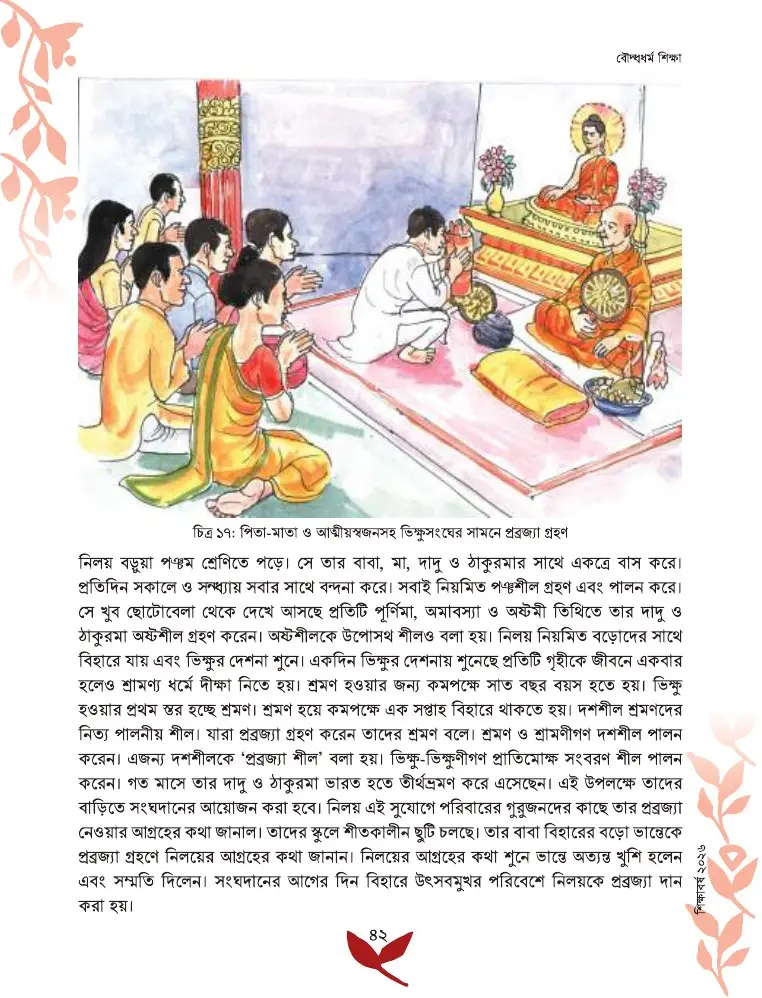 বৌদ্ধধর্ম শিক্ষা
চিত্র ১৭: পিতা-মাতা ও আত্মীয়স্বজনসহ ভিক্ষুসংঘের সামনে প্রব্রজ্যা গ্রহণ
নিলয় বড়ুয়া পঞ্চম শ্রেণিতে পড়ে। সে তার বাবা, মা, দাদু ও ঠাকুরমার সাথে একত্রে বাস করে।
প্রতিদিন সকালে ও সন্ধ্যায় সবার সাথে বন্দনা করে। সবাই নিয়মিত পঞ্চশীল গ্রহণ এবং পালন করে।
সে খুব ছোটোবেলা থেকে দেখে আসছে প্রতিটি পূর্ণিমা, অমাবস্যা ও অষ্টমী তিথিতে তার দাদু ও
ঠাকুরমা অষ্টশীল গ্রহণ করেন। অষ্টশীলকে উপোসথ শীলও বলা হয়। নিলয় নিয়মিত বড়োদের সাথে
বিহারে যায় এবং ভিক্ষুর দেশনা শুনে। একদিন ভিক্ষুর দেশনায় শুনেছে প্রতিটি গৃহীকে জীবনে একবার
হলেও শ্রামণ্য ধর্মে দীক্ষা নিতে হয়। শ্রমণ হওয়ার জন্য কমপক্ষে সাত বছর বয়স হতে হয়। ভিক্ষু
হওয়ার প্রথম স্তর হচ্ছে শ্রমণ। শ্রমণ হয়ে কমপক্ষে এক সপ্তাহ বিহারে থাকতে হয়। দশশীল শ্রমণদের
নিত্য পালনীয় শীল। যারা প্রব্রজ্যা গ্রহণ করেন তাদের শ্রমণ বলে। শ্রমণ ও শ্রামণীগণ দশশীল পালন
করেন। এজন্য দশশীলকে ‘প্রব্রজ্যা শীল’ বলা হয়। ভিক্ষু-ভিক্ষুণীগণ প্রাতিমোক্ষ সংবরণ শীল পালন
করেন। গত মাসে তার দাদু ও ঠাকুরমা ভারত হতে তীর্থভ্রমণ করে এসেছেন। এই উপলক্ষে তাদের
বাড়িতে সংঘদানের আয়োজন করা হবে। নিলয় এই সুযোগে পরিবারের গুরুজনদের কাছে তার প্রব্রজ্যা
নেওয়ার আগ্রহের কথা জানাল। তাদের স্কুলে শীতকালীন ছুটি চলছে। তার বাবা বিহারের বড়ো ভান্তেকে
প্রব্রজ্যা গ্রহণে নিলয়ের আগ্রহের কথা জানান। নিলয়ের আগ্রহের কথা শুনে ভান্তে অত্যন্ত খুশি হলেন
এবং সম্মতি দিলেন। সংঘদানের আগের দিন বিহারে উৎসবমুখর পরিবেশে নিলয়কে প্রব্রজ্যা দান
করা হয়।
শিক্ষাবর্ষ ২০২৬
৪২